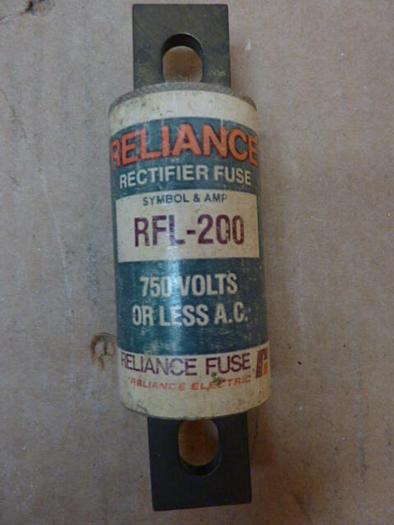 RELIANCE
RECTIFIER FUSE
SYMBOL & AMP
RFL-200
750 VOLTS
OR LESS A.C.
RELIANCE FUSE
RELIANCE ELECTRIC